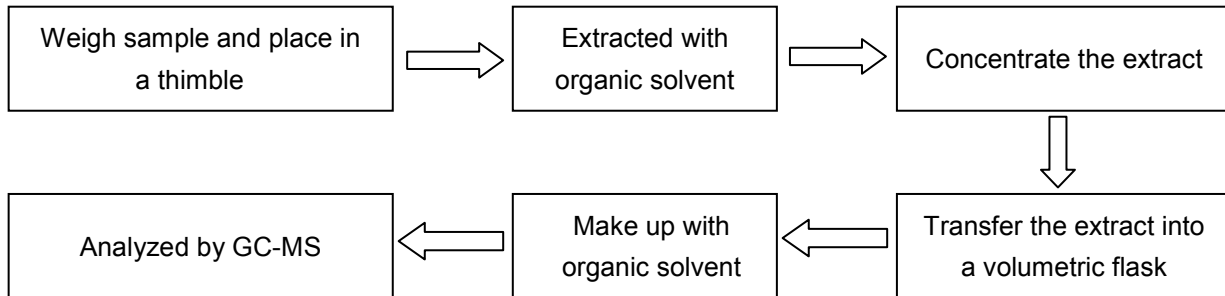 Weigh sample and place in
a thimble
Extracted with
organic solvent
Concentrate the extract
Transfer the extract into
a volumetric flask
Make up with
organic solvent
Analyzed by GC-MS